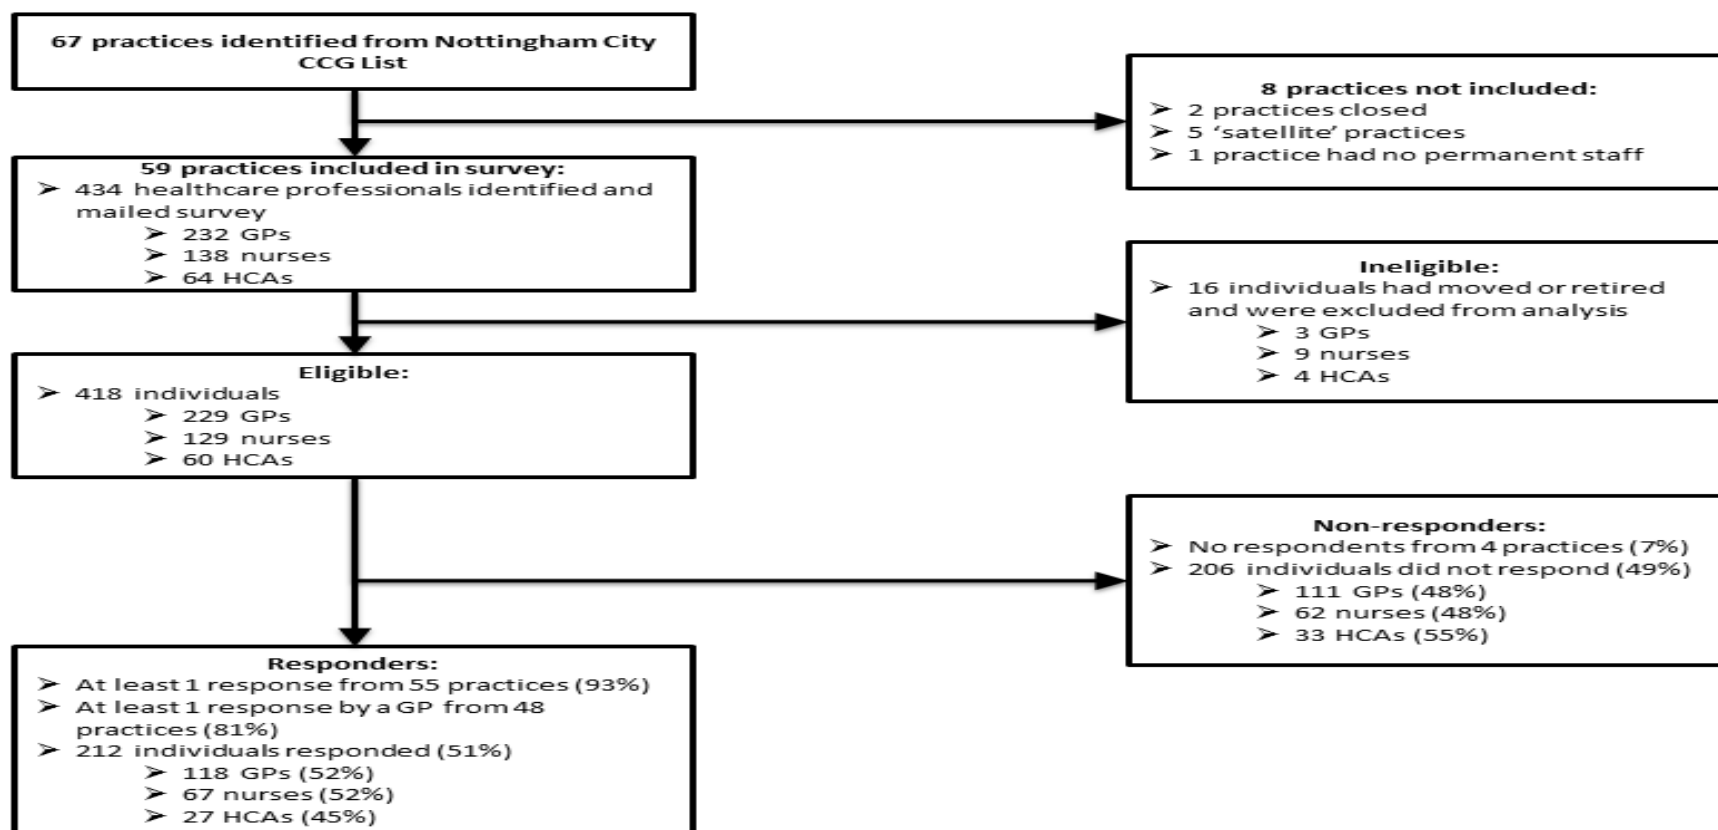 67 practices identified from Nottingham City
CCG List
8 practices not included:
➤ 2 practices closed
➤ 5 ‘satellite’ practices
➤ 1 practice had no permanent staff
59 practices included in survey:
➤ 434 healthcare professionals identified and
mailed survey
➤ 232 GPs
➤ 138 nurses
➤ 64 HCAs
Ineligible:
➤ 16 individuals had moved or retired
and were excluded from analysis
➤ 3 GPs
➤ 9 nurses
➤ 4 HCAs
Eligible:
➤ 418 individuals
➤ 229 GPs
➤ 129 nurses
➤ 60 HCAs
Non-responders:
➤ No respondents from 4 practices (7%)
➤ 206 individuals did not respond (49%)
➤ 111 GPs (48%)
➤ 62 nurses (48%)
➤ 33 HCAs (55%)
Responders:
➤ At least 1 response from 55 practices (93%)
➤ At least 1 response by a GP from 48
practices (81%)
➤ 212 individuals responded (51%)
➤ 118 GPs (52%)
➤ 67 nurses (52%)
➤ 27 HCAs (45%)